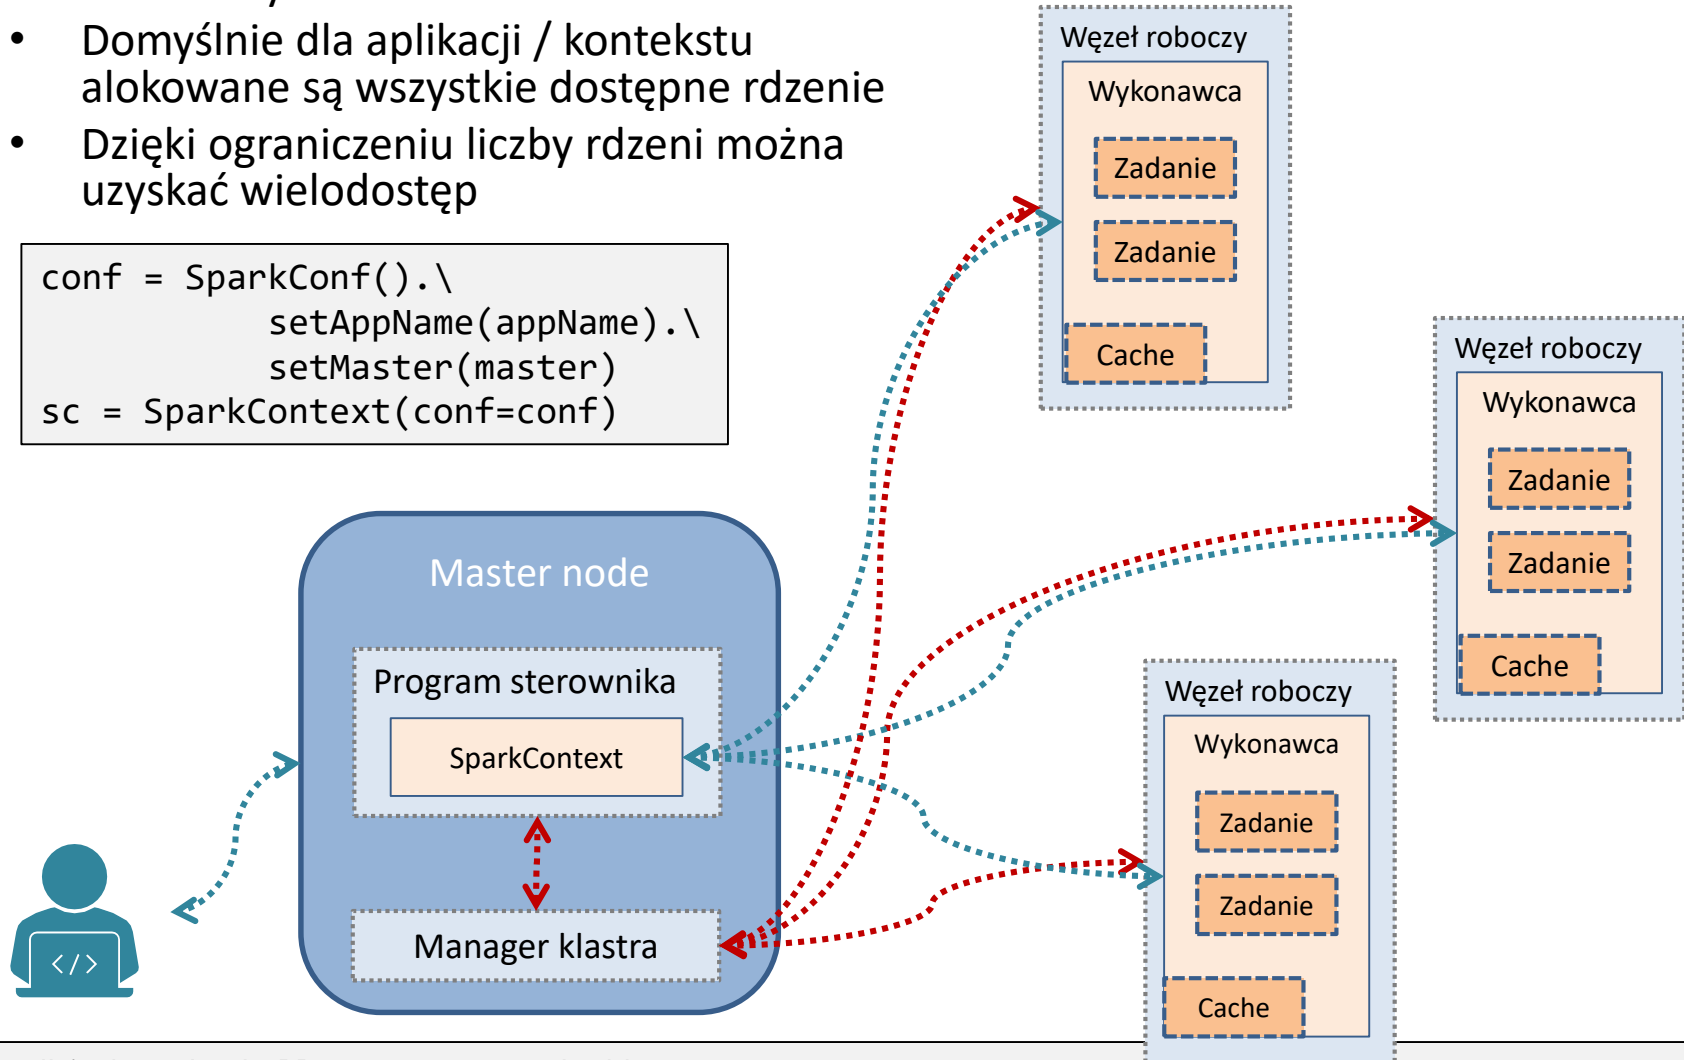 • Domyślnie dla aplikacji / kontekstu
alokowane są wszystkie dostępne rdzenie
• Dzięki ograniczeniu liczby rdzeni można
uzyskać wielodostęp
conf = SparkConf().\
setAppName(appName).\
setMaster(master)
sc = SparkContext(conf=conf)
Master node
Program sterownika
SparkContext
Manager klastra
</>
Węzeł roboczy
Wykonawca
Zadanie
Zadanie
Cache
Węzeł roboczy
Wykonawca
Zadanie
Zadanie
Cache
Węzeł roboczy
Wykonawca
Zadanie
Zadanie
Cache